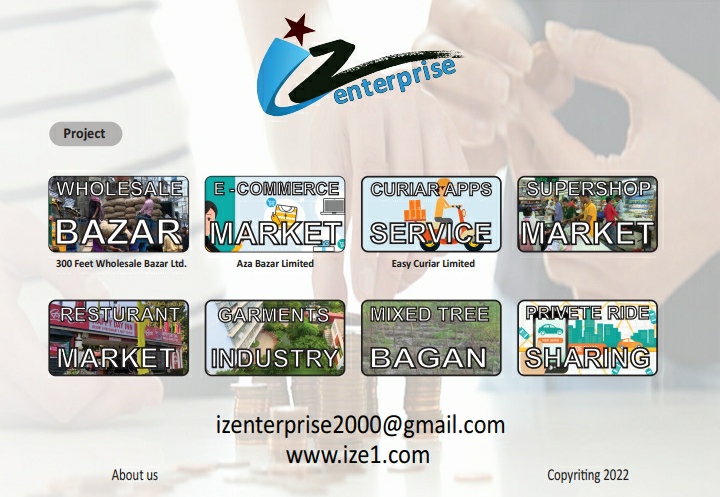 iZ enterprise
Project
WHOLESALE
BAZAR
300 Feet Wholesale Bazar Ltd.
E-COMMERCE
MARKET
Aza Bazar Limited
CURIAR APPS
SERVICE
Easy Curiar Limited
SUPERSHOP
MARKET
RESTURANT
MARKET
GARMENTS
INDUSTRY
MIXED TREE
BAGAN
PRIVETE RIDE
SHARING
izenterprise2000@gmail.com
www.ize1.com
About us
Copyriting 2022